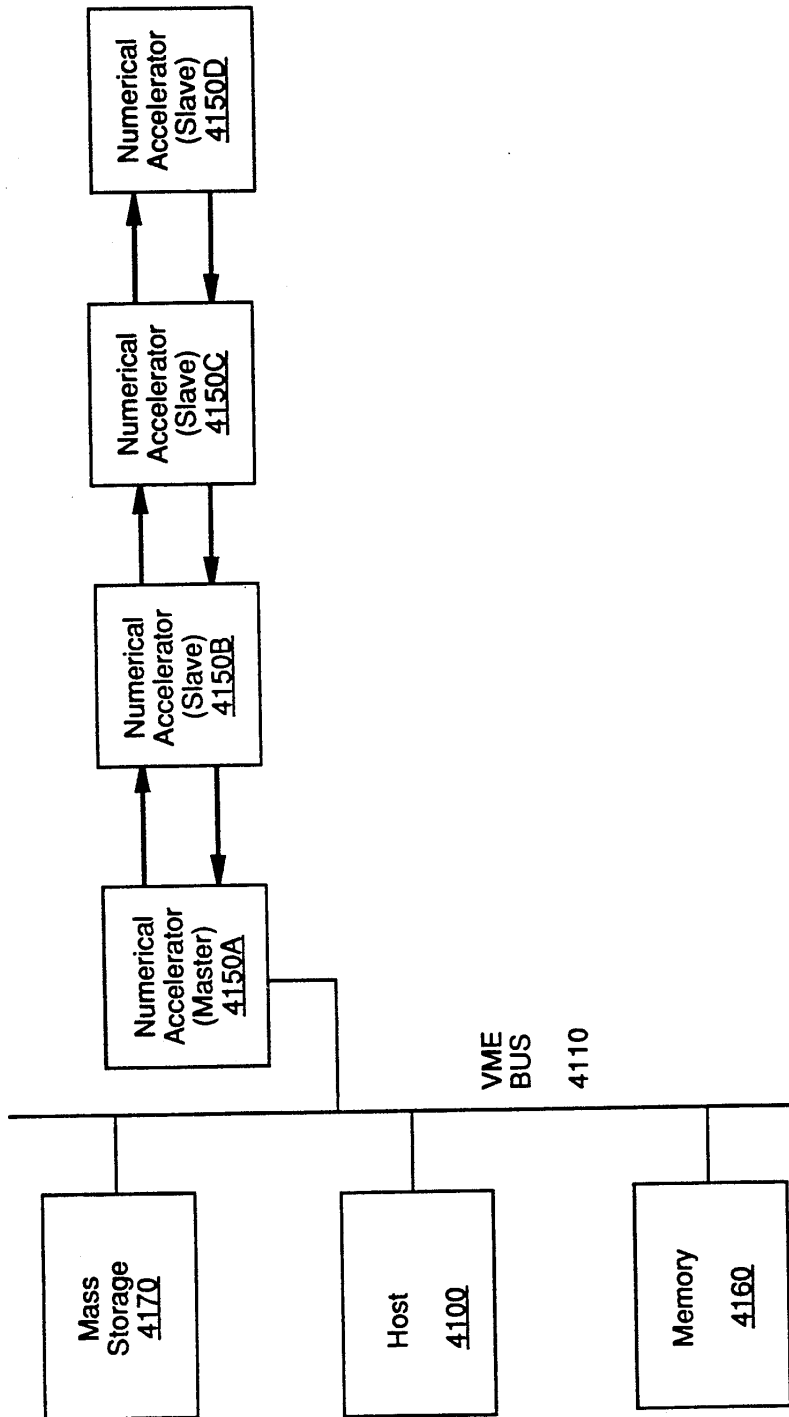 Numerical
Accelerator
(Slave)
4150D
Numerical
Accelerator
(Slave)
4150C
Numerical
Accelerator
(Slave)
4150B
Numerical
Accelerator
(Master)
4150A
VME
BUS
4110
Mass
Storage
4170
Host
4100
Memory
4160